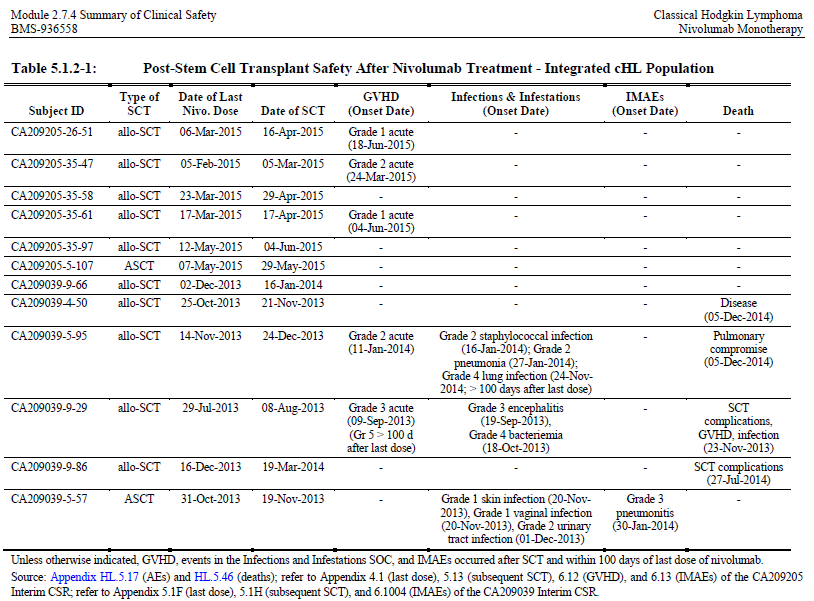 Module 2.7.4 Summary of Clinical Safety Classical Hodgkin Lymphoma
BMS-936558 Nivolumab Monotherapy
Table 5.1.2-1: Post-Stem Cell Transplant Safety After Nivolumab Treatment - Integrated cHL Population
Type of Date of Last GVHD Infections & Infestations IMAEs
Subject ID SCT Nivo. Dose Date of SCT (Onset Date) (Onset Date) (Onset Date) Death
CA209205-26-51 allo-SCT 06-Mar-2015 16-Apr-2015 Grade 1 acute - - -
(18-Jun-2015)
CA209205-35-47 allo-SCT 05-Feb-2015 05-Mar-2015 Grade 2 acute - - -
(24-Mar-2015)
CA209205-35-58 allo-SCT 23-Mar-2015 29-Apr-2015 - - - -
CA209205-35-61 allo-SCT 17-Mar-2015 17-Apr-2015 Grade 1 acute - - -
(04-Jun-2015)
CA209205-35-97 allo-SCT 12-May-2015 04-Jun-2015 - - - -
CA209205-5-107 ASCT 07-May-2015 29-May-2015 - - - -
CA209039-9-66 allo-SCT 02-Dec-2013 16-Jan-2014 - - - -
CA209039-4-50 allo-SCT 25-Oct-2013 21-Nov-2013 - - - Disease
(05-Dec-2014)
CA209039-5-95 allo-SCT 14-Nov-2013 24-Dec-2013 Grade 2 acute Grade 2 staphylococcal infection - Pulmonary
(11-Jan-2014) (16-Jan-2014); Grade 2 compromise
pneumonia (27-Jan-2014); (05-Dec-2014)
Grade 4 lung infection (24-Nov-
2014; > 100 days after last dose)
CA209039-9-29 allo-SCT 29-Jul-2013 08-Aug-2013 Grade 3 acute Grade 3 encephalitis - SCT
(09-Sep-2013) (19-Sep-2013), complications,
(Gr 5 > 100 d Grade 4 bacteriemia GVHD, infection
after last dose) (18-Oct-2013) (23-Nov-2013)
CA209039-9-86 allo-SCT 16-Dec-2013 19-Mar-2014 - - - SCT complications
(27-Jul-2014)
CA209039-5-57 ASCT 31-Oct-2013 19-Nov-2013 - Grade 1 skin infection (20-Nov- Grade 3 -
2013), Grade 1 vaginal infection pneumonitis
(20-Nov-2013), Grade 2 urinary (30-Jan-2014)
tract infection (01-Dec-2013)
Unless otherwise indicated, GVHD, events in the Infections and Infestations SOC, and IMAEs occurred after SCT and within 100 days of last dose of nivolumab.
Source: Appendix HL.5.17 (AEs) and HL.5.46 (deaths); refer to Appendix 4.1 (last dose), 5.13 (subsequent SCT), 6.12 (GVHD), and 6.13 (IMAEs) of the CA209205
Interim CSR; refer to Appendix 5.1F (last dose), 5.1H (subsequent SCT), and 6.1004 (IMAEs) of the CA209039 Interim CSR.